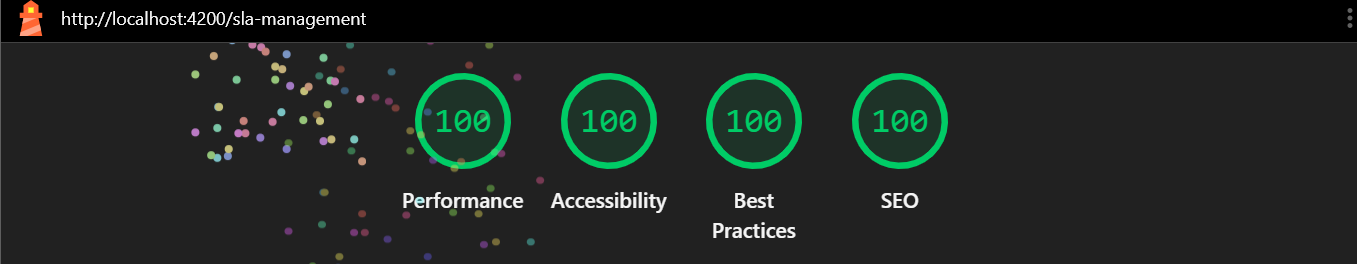 http://localhost:4200/sla-management
100
100
100
100
Performance
Accessibility
Best
Practices
SEO